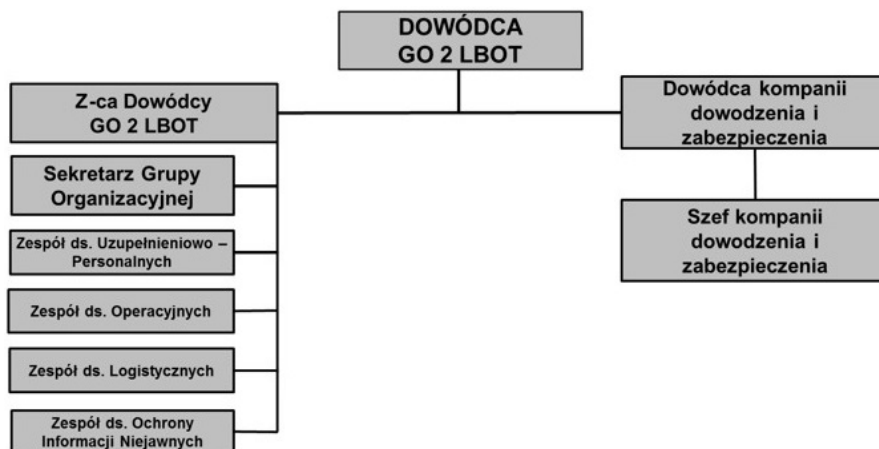 DOWÓDCA
GO 2 LBOT
Z-ca Dowódcy
GO 2 LBOT
Sekretarz Grupy
Organizacyjnej
Zespół ds. Uzupełnieniowo –
Personalnych
Zespół ds. Operacyjnych
Zespół ds. Logistycznych
Zespół ds. Ochrony
Informacji Niejawnych
Dowódca kompanii
dowodzenia i
zabezpieczenia
Szef kompanii
dowodzenia i
zabezpieczenia